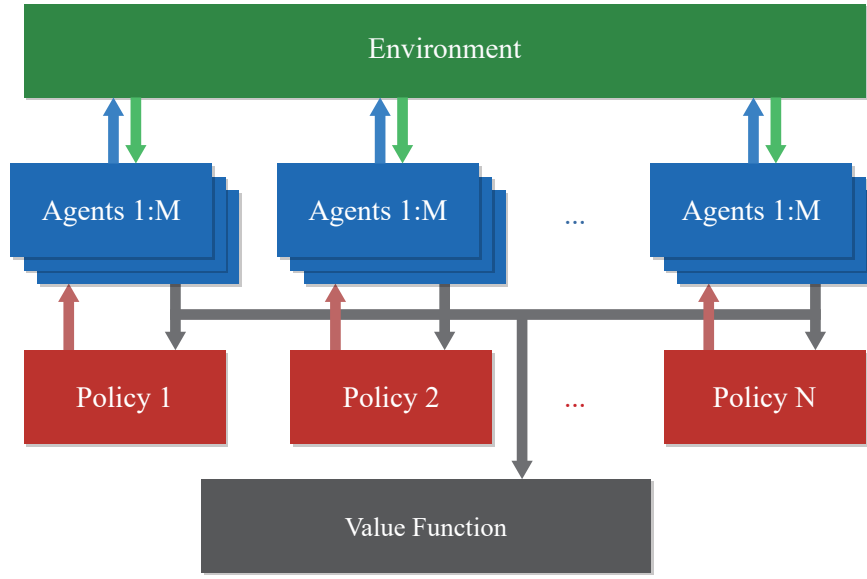 Environment
Agents 1:M
Agents 1:M
...
Agents 1:M
Policy 1
Policy 2
...
Policy N
Value Function